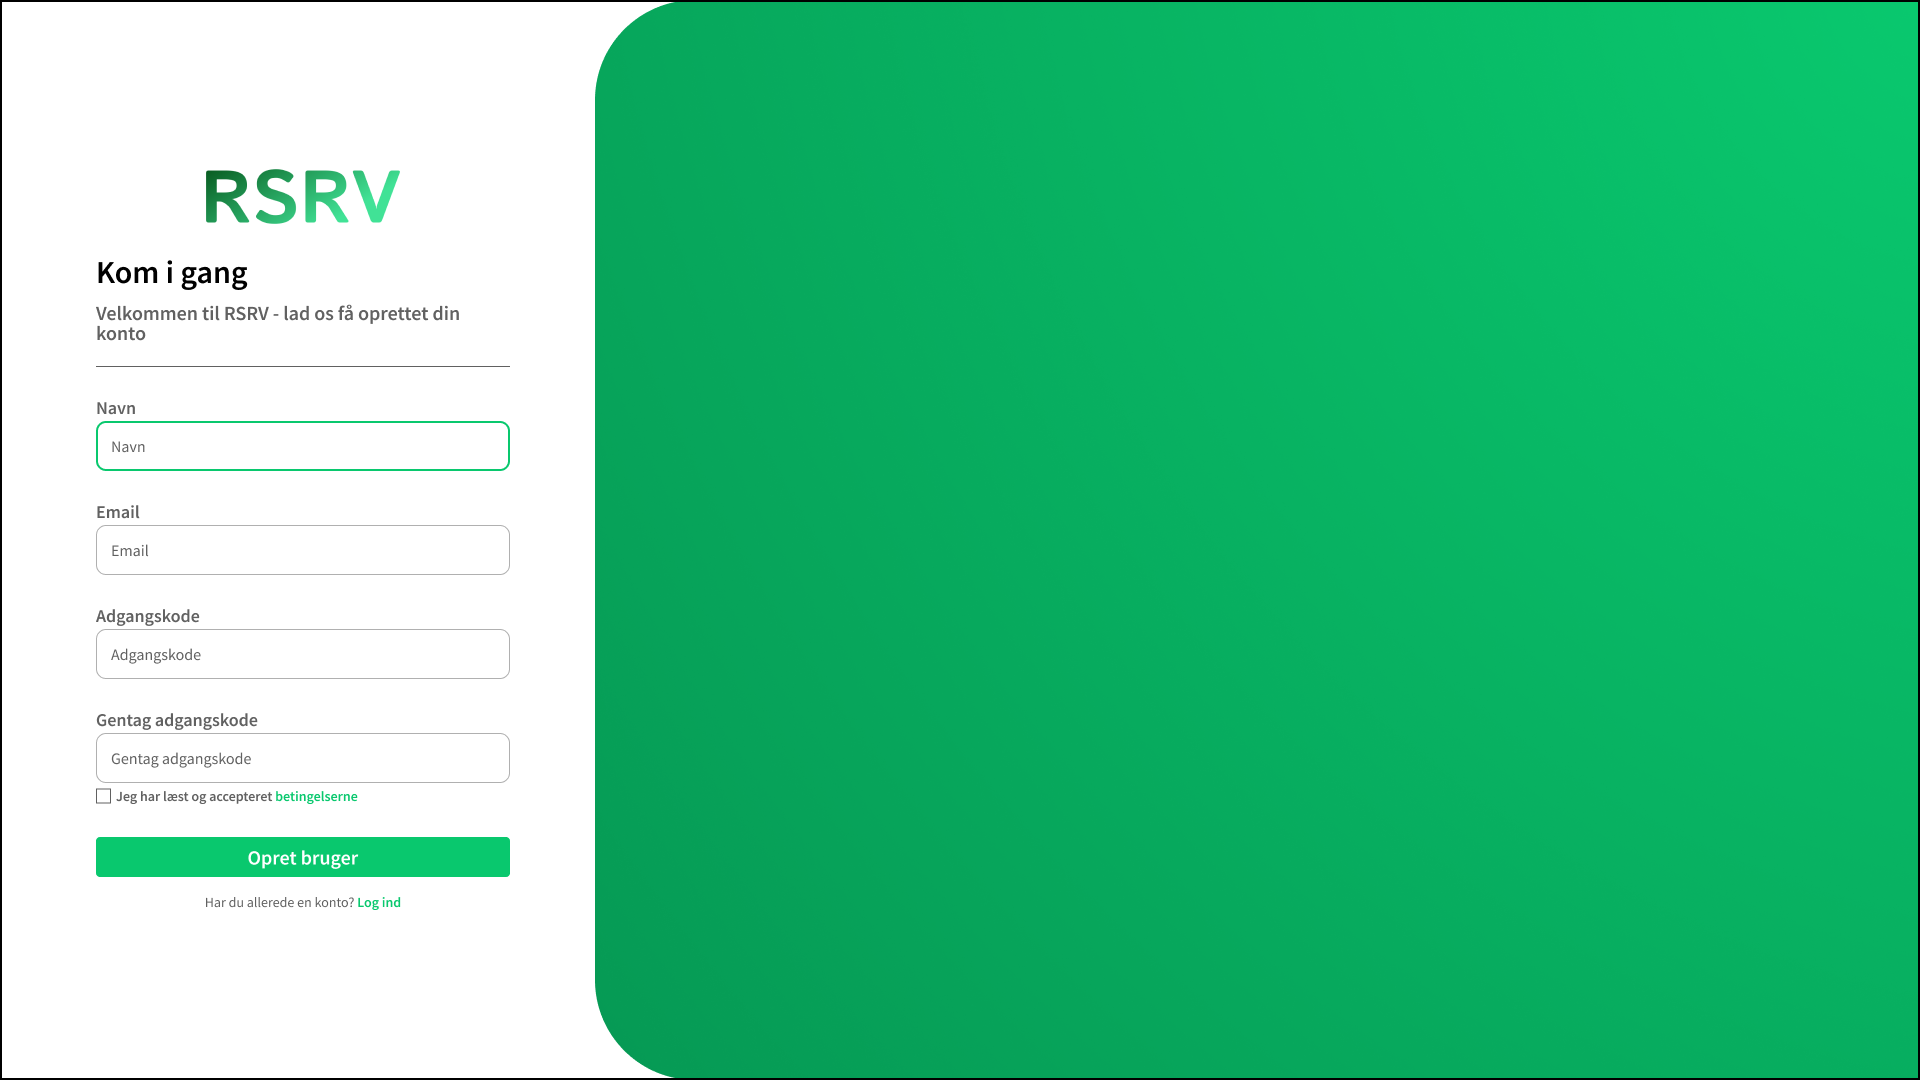 RSRV
Kom i gang
Velkommen til RSRV - lad os få oprettet din
konto
Navn
Navn
Email
Email
Adgangskode
Adgangskode
Gentag adgangskode
Gentag adgangskode
Jeg har læst og accepteret betingelserne
Opret bruger
Har du allerede en konto? Log ind